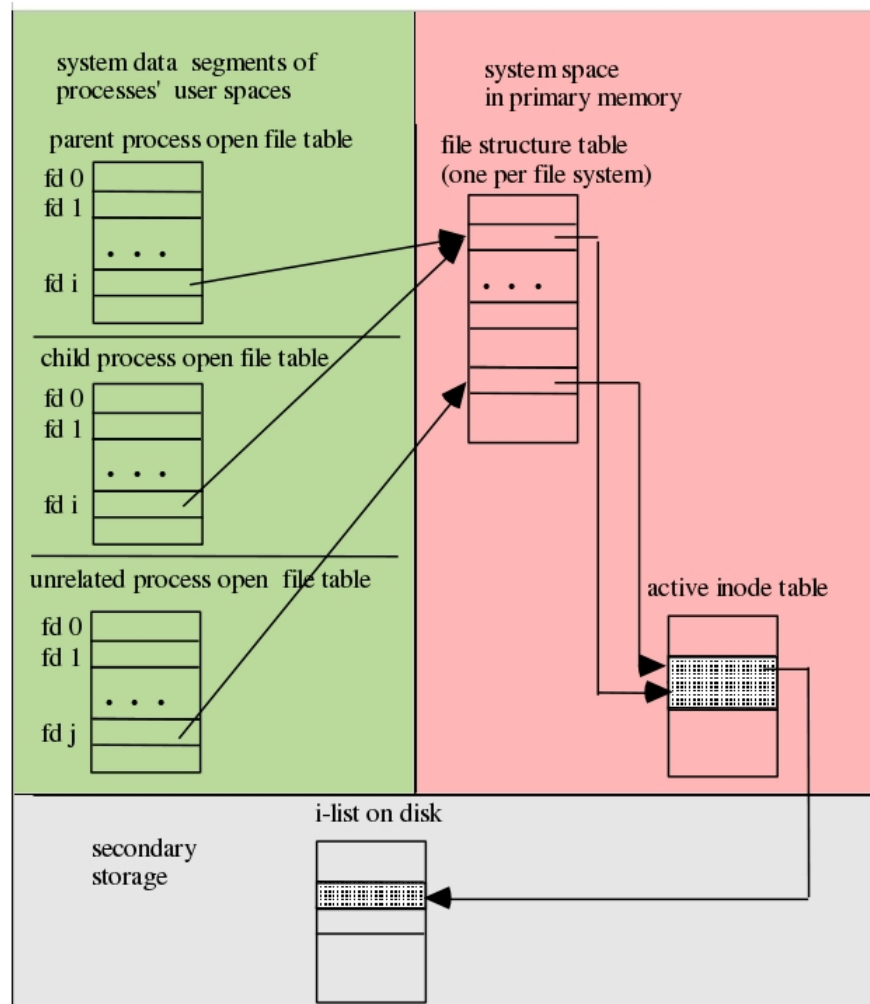 system data segments of
processes' user spaces
parent process open file table
fd 0
fd 1
. . .
fd i
child process open file table
fd 0
fd 1
. . .
fd i
unrelated process open file table
fd 0
fd 1
. . .
fd j
system space
in primary memory
file structure table
(one per file system)
. . .
active inode table
i-list on disk
secondary
storage